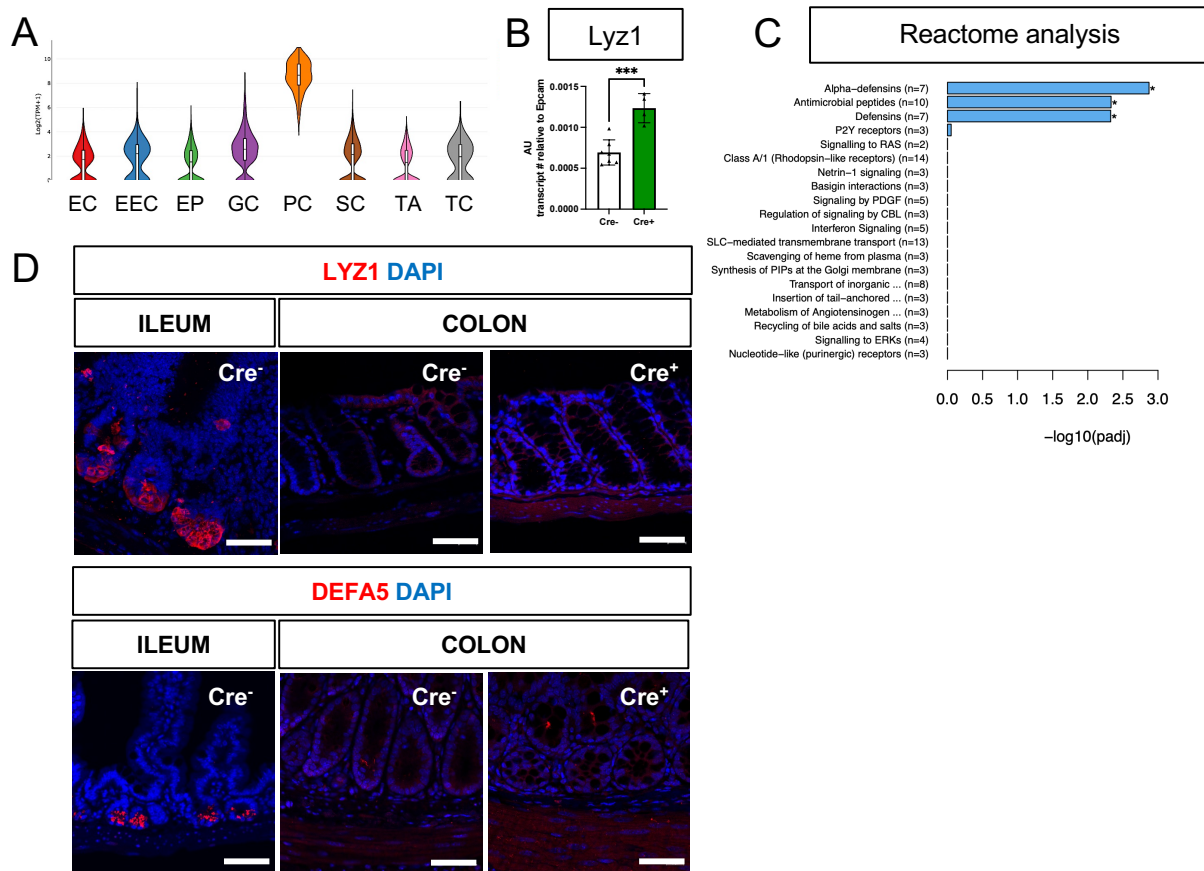 A
Log2(TPM+1)
10
8
6
4
2
0
EC EEC EP GC PC SC TA TC
B
Lyz1
***
AU
transcript # relative to Epcam
0.0015
0.0010
0.0005
0.0000
Cre- Cre+
C
Reactome analysis
Alpha−defensins (n=7)
Antimicrobial peptides (n=10)
Defensins (n=7)
P2Y receptors (n=3)
Signalling to RAS (n=2)
Class A/1 (Rhodopsin−like receptors) (n=14)
Netrin−1 signaling (n=3)
Basigin interactions (n=3)
Signaling by PDGF (n=5)
Regulation of signaling by CBL (n=3)
Interferon Signaling (n=5)
SLC−mediated transmembrane transport (n=13)
Scavenging of heme from plasma (n=3)
Synthesis of PIPs at the Golgi membrane (n=3)
Transport of inorganic ... (n=8)
Insertion of tail−anchored ... (n=3)
Metabolism of Angiotensinogen ... (n=3)
Recycling of bile acids and salts (n=3)
Signalling to ERKs (n=4)
Nucleotide−like (purinergic) receptors (n=3)
*
*
*
0.0 0.5 1.0 1.5 2.0 2.5 3.0
−log10(padj)
D
LYZ1 DAPI
ILEUM COLON
Cre- Cre- Cre+
DEFA5 DAPI
ILEUM COLON
Cre- Cre- Cre+